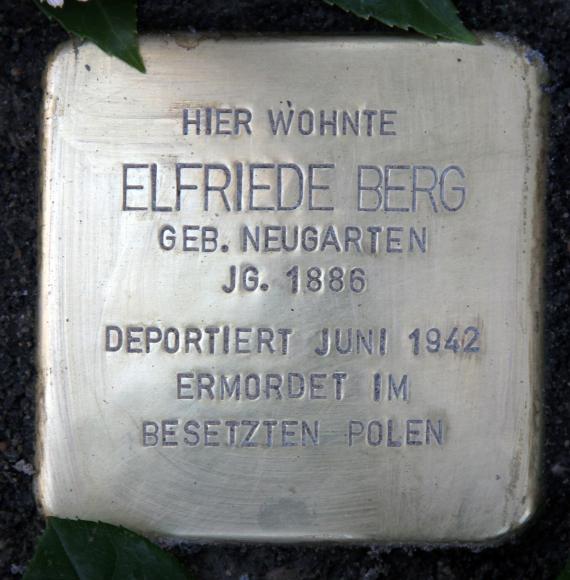 HIER WOHNTE
ELFRIEDE BERG
GEB. NEUGARTEN
JG. 1886
DEPORTIERT JUNI 1942
ERMORDET IM
BESETZTEN POLEN